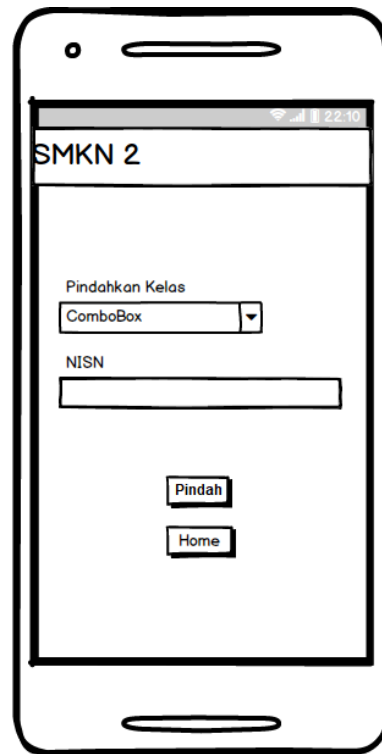 22:10
SMKN 2
Pindahkan Kelas
ComboBox
NISN
Pindah
Home